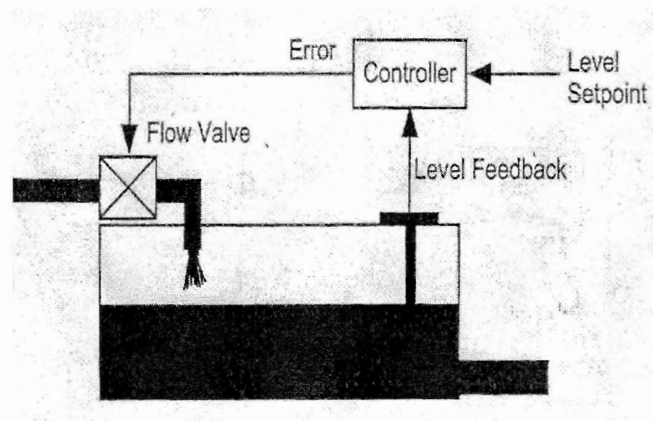 Error
Controller
Level
Setpoint
Flow Valve
Level Feedback